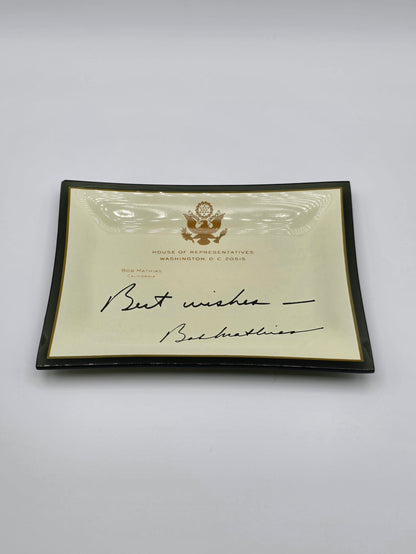 HOUSE OF REPRESENTATIVES
WASHINGTON, D. C. 20515
BOB MATHIAS
CALIFORNIA
Best wishes —
Bob Mathias